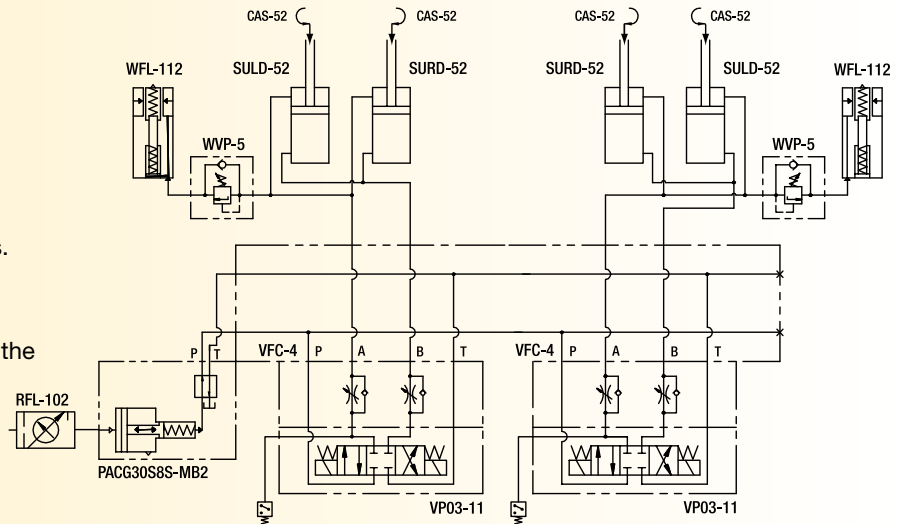 CAS-52 CAS-52 CAS-52 CAS-52
SULD-52 SURD-52 SURD-52 SULD-52
WFL-112 WFL-112
WVP-5 WVP-5
s.
the
P T VFC-4 P A B T VFC-4 P A B T
RFL-102
PACG30S8S-MB2
VP03-11 VP03-11